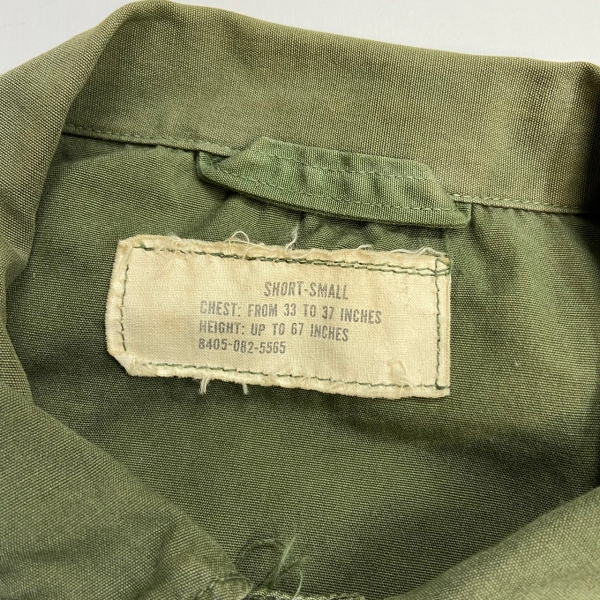 SHORT-SMALL
CHEST: FROM 33 TO 37 INCHES
HEIGHT: UP TO 67 INCHES
8405-082-5565